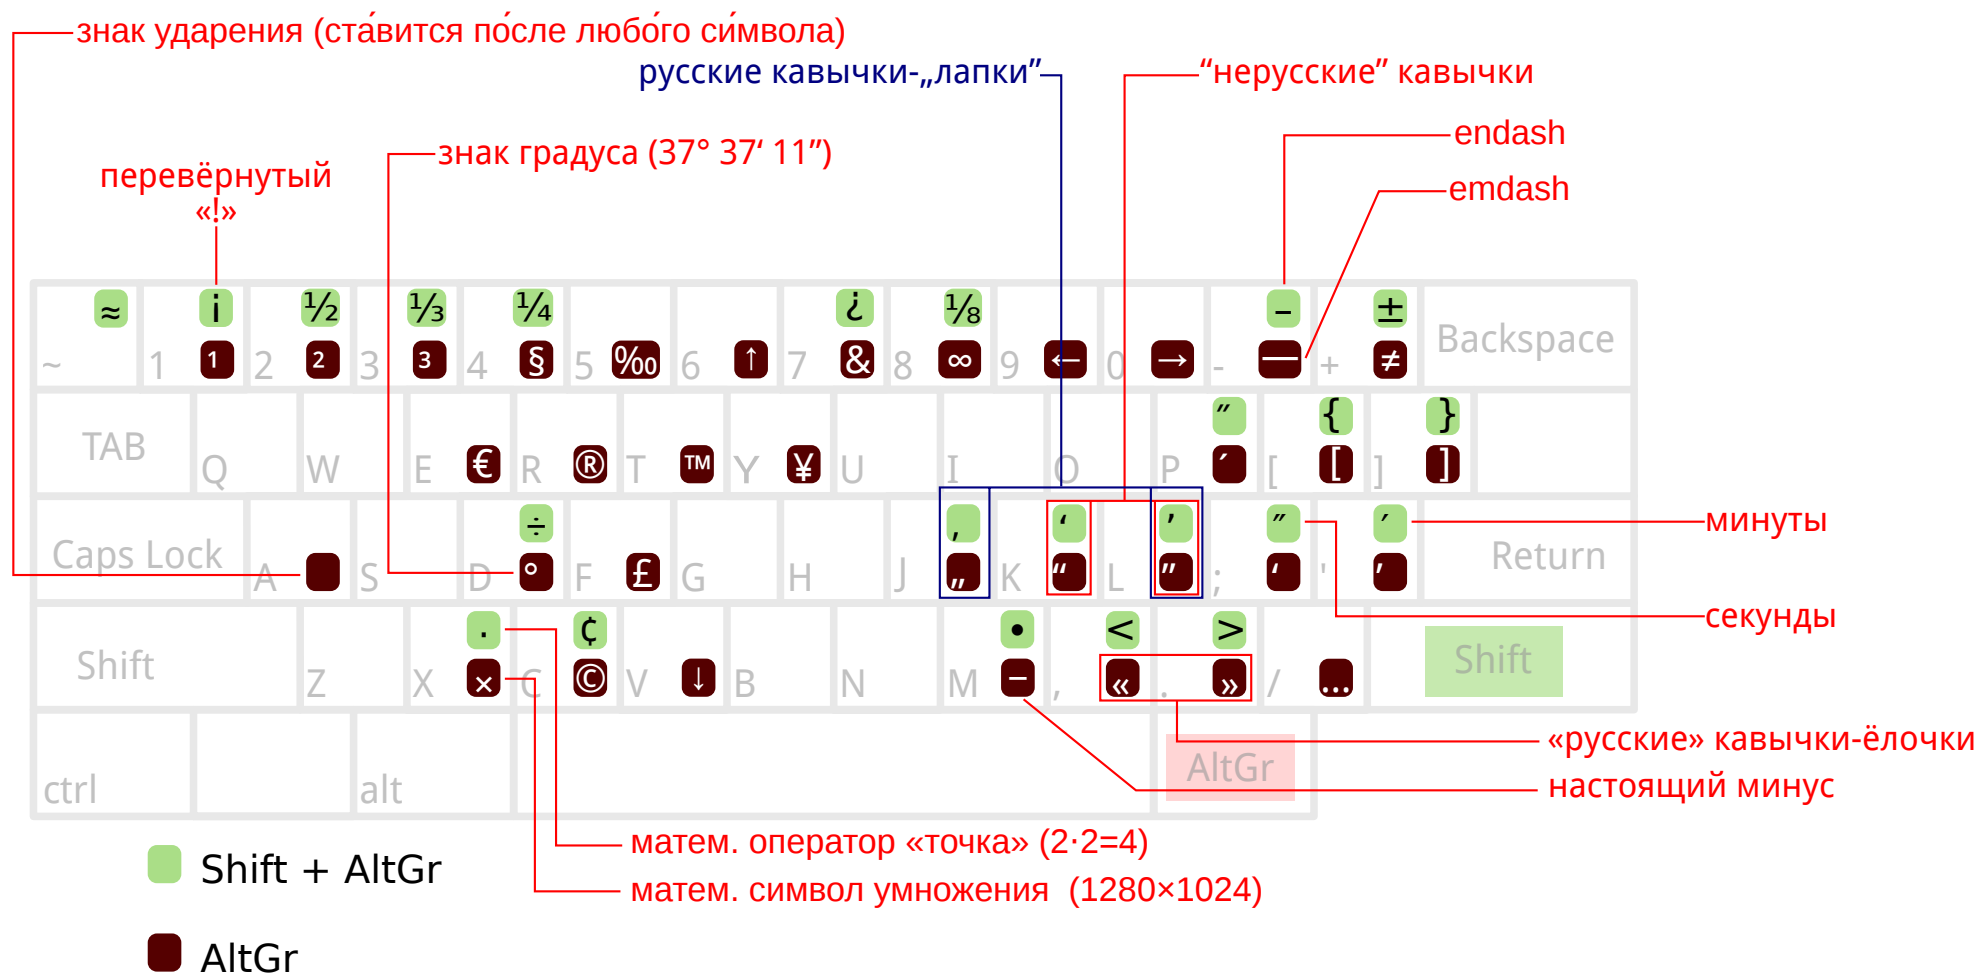 знак ударения (ста́вится по́сле любо́го си́мвола)
русские кавычки-„лапки”
“нерусские” кавычки
endash
знак градуса (37° 37‘ 11”)
перевёрнутый
«!»
emdash
≈ ¡ ½ ⅓ ¼ ¿ ⅛ – ±
~ 1 ¹ 2 ² 3 ³ 4 § 5 ‰ 6 ↑ 7 & 8 ∞ 9 ← 0 → - — + ≠ Backspace
˝ { }
TAB Q W E € R ® T ™ Y ¥ U I O P ´ [ [ ] ]
÷ ‚ ‘ ’ ″ ′
Caps Lock A S D ° F £ G H J „ K “ L ” ; ‘ ' ’ Return
минуты
секунды
· ¢ • < >
Shift Z X × C © V ↓ B N M − , « . » / … Shift
«русские» кавычки-ёлочки
настоящий минус
ctrl alt AltGr
матем. оператор «точка» (2·2=4)
матем. символ умножения (1280×1024)
Shift + AltGr
AltGr